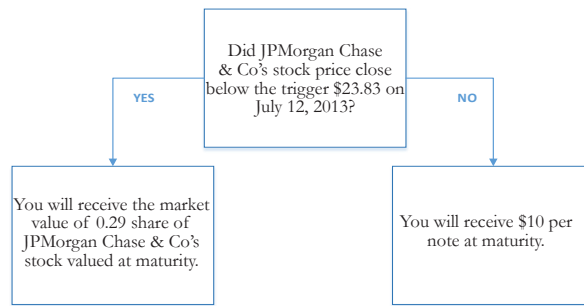 Did JPMorgan Chase
& Co's stock price close
below the trigger $23.83 on
July 12, 2013?
YES
NO
You will receive the market
value of 0.29 share of
JPMorgan Chase & Co's
stock valued at maturity.
You will receive $10 per
note at maturity.